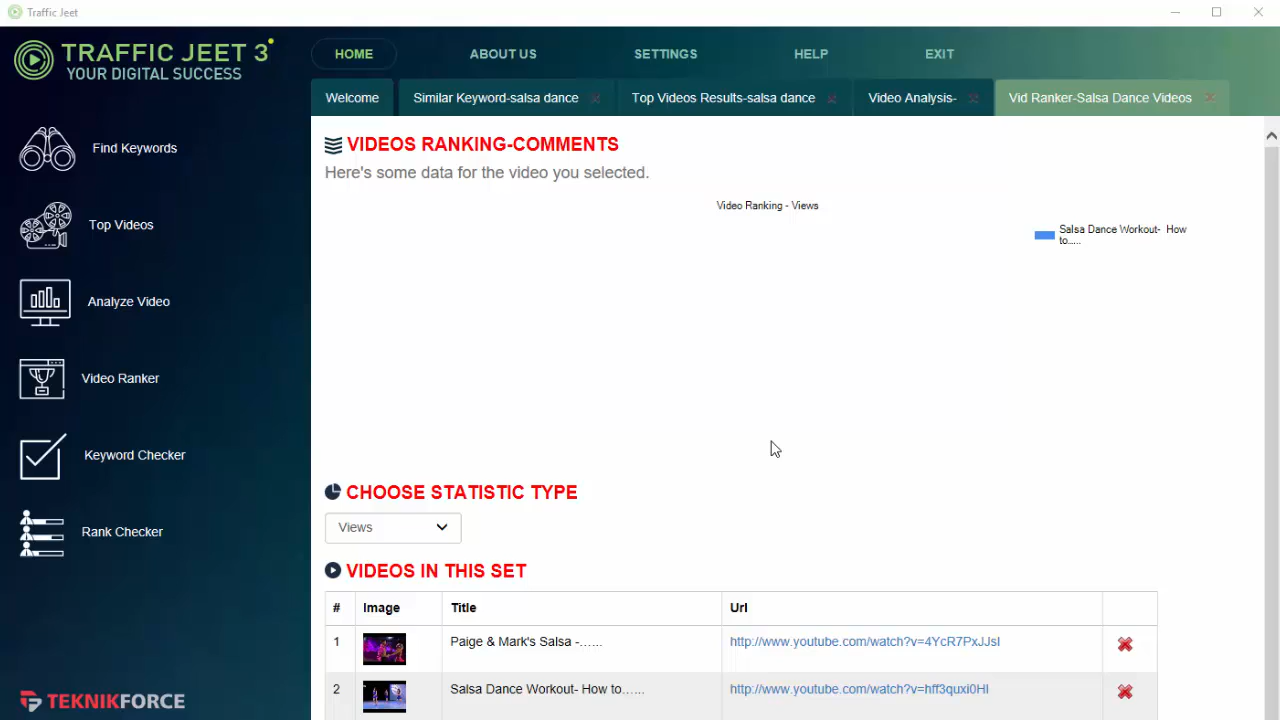 Traffic Jeet
TRAFFIC JEET 3
YOUR DIGITAL SUCCESS
HOME
ABOUT US
SETTINGS
HELP
EXIT
Welcome
Similar Keyword-salsa dance
Top Videos Results-salsa dance
Video Analysis-
Vid Ranker-Salsa Dance Videos
Find Keywords
Top Videos
Analyze Video
Video Ranker
Keyword Checker
Rank Checker
TEKNIKFORCE
VIDEOS RANKING-COMMENTS
Here's some data for the video you selected.
Video Ranking - Views
Salsa Dance Workout- How
to.....
CHOOSE STATISTIC TYPE
Views
VIDEOS IN THIS SET
# Image Title Url
1 Paige & Mark's Salsa -...... http://www.youtube.com/watch?v=4YcR7PxJJsI
2 Salsa Dance Workout- How to...... http://www.youtube.com/watch?v=hff3quxi0HI